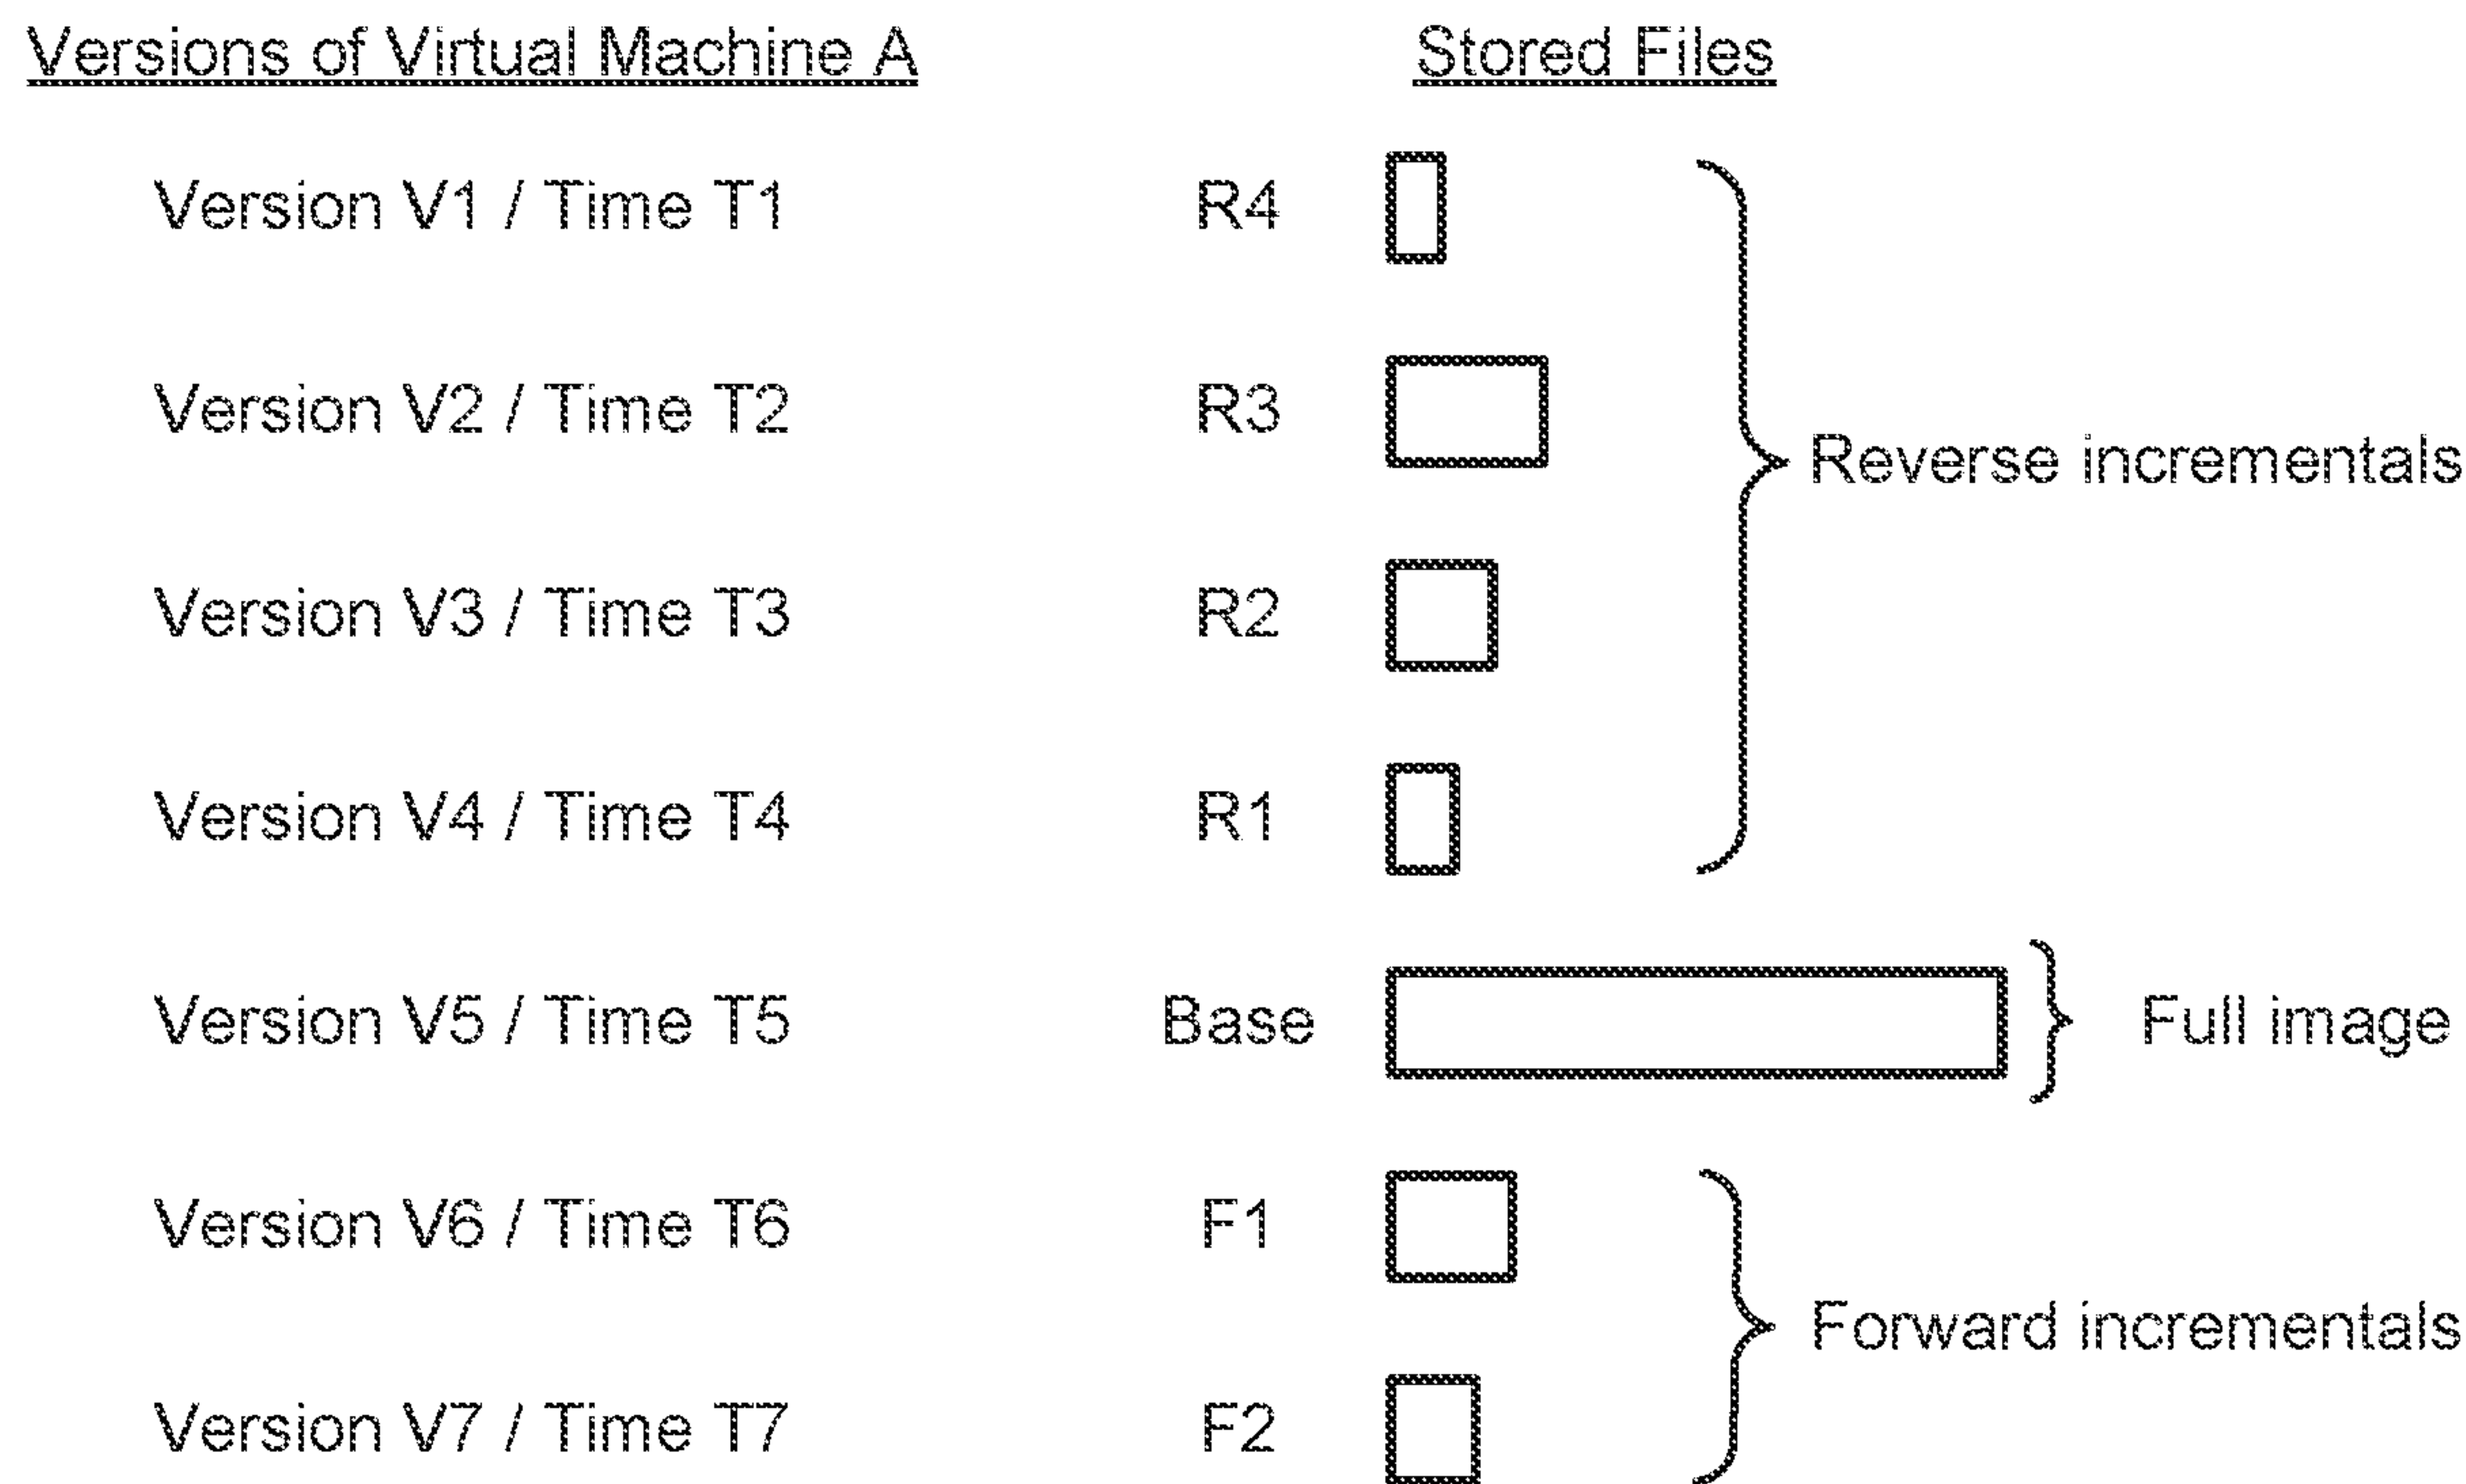 Versions of Virtual Machine A Stored Files
Version V1 / Time T1 R4
Version V2 / Time T2 R3
Reverse incrementals
Version V3 / Time T3 R2
Version V4 / Time T4 R1
Version V5 / Time T5 Base Full image
Version V6 / Time T6 F1
Forward incrementals
Version V7 / Time T7 F2